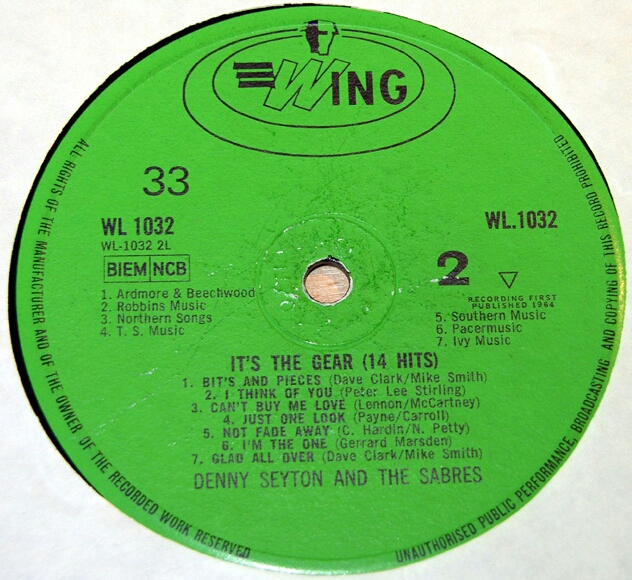 WING
33
WL 1032
WL-1032 2L
BIEM NCB
1. Ardmore & Beechwood
2. Robbins Music
3. Northern Songs
4. T. S. Music
WL.1032
2
RECORDING FIRST
PUBLISHED 1964
5. Southern Music
6. Pacermusic
7. Ivy Music
IT'S THE GEAR (14 HITS)
1. BIT'S AND PIECES (Dave Clark/Mike Smith)
2. I THINK OF YOU (Peter Lee Stirling)
3. CAN'T BUY ME LOVE (Lennon/McCartney)
4. JUST ONE LOOK (Payne/Carroll)
5. NOT FADE AWAY (C. Hardin/N. Petty)
6. I'M THE ONE (Gerrard Marsden)
7. GLAD ALL OVER (Dave Clark/Mike Smith)
DENNY SEYTON AND THE SABRES
ALL RIGHTS OF THE MANUFACTURER AND OF THE OWNER OF THE RECORDED WORK RESERVED
UNAUTHORISED PUBLIC PERFORMANCE, BROADCASTING AND COPYING OF THIS RECORD PROHIBITED